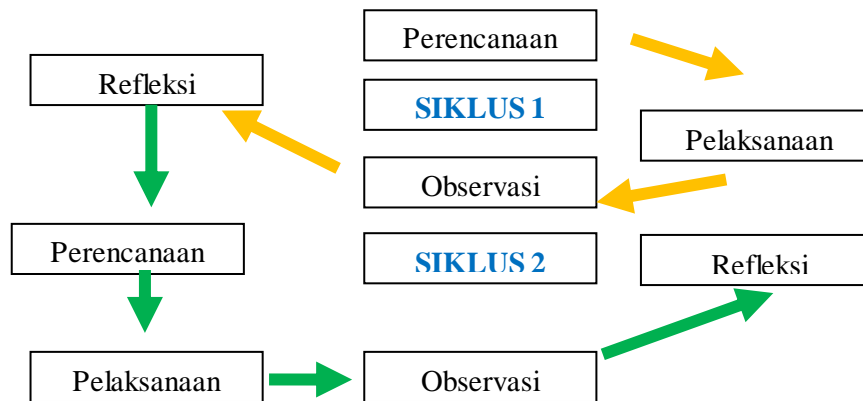 Perencanaan
Refleksi
SIKLUS 1
Pelaksanaan
Observasi
Perencanaan
SIKLUS 2
Refleksi
Pelaksanaan
Observasi